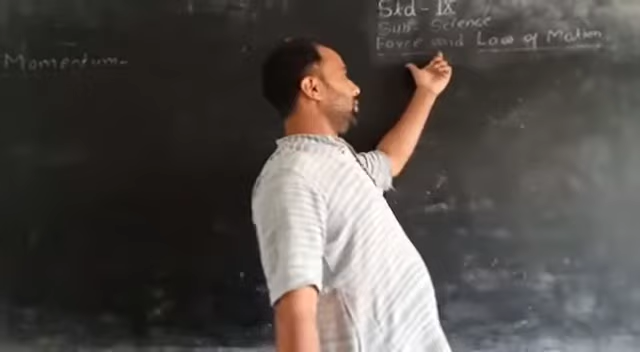 Momentum-
Std - IX
Sub- Science
Force and Law of Motion